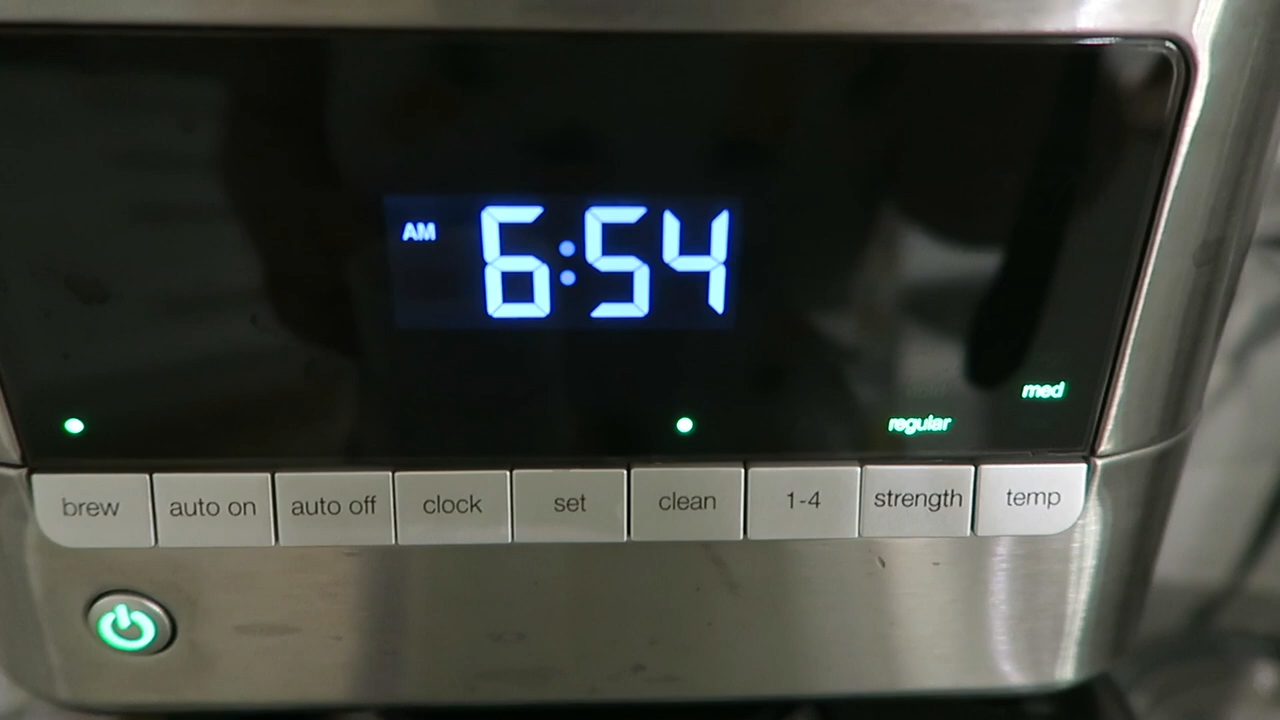 AM 6:54
med
regular
brew auto on auto off clock set clean 1-4 strength temp